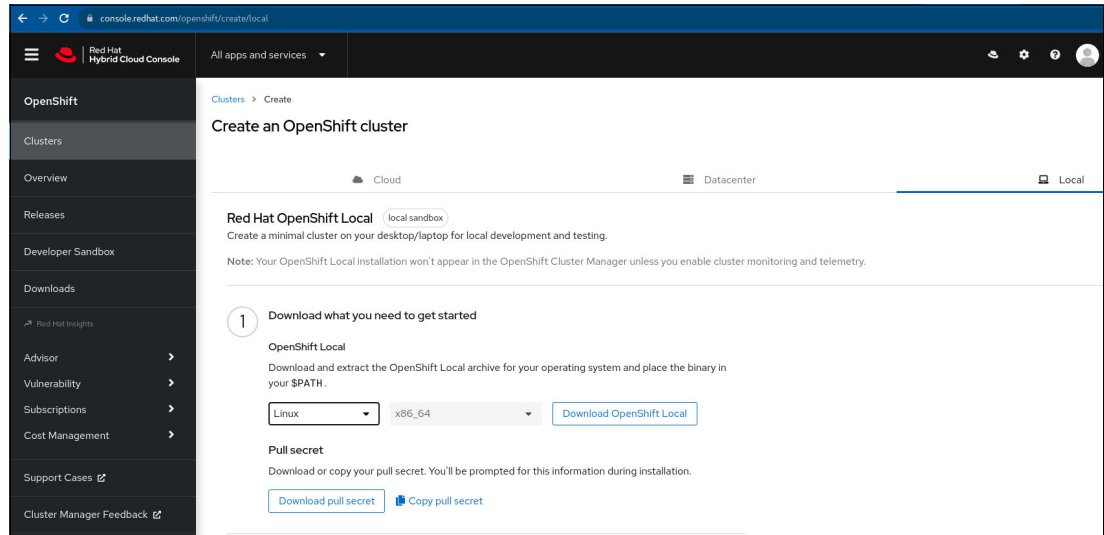 console.redhat.com/openshift/create/local
Red Hat
Hybrid Cloud Console
All apps and services
OpenShift
Clusters
Overview
Releases
Developer Sandbox
Downloads
Red Hat Insights
Advisor
Vulnerability
Subscriptions
Cost Management
Support Cases
Cluster Manager Feedback
Clusters > Create
Create an OpenShift cluster
Cloud
Datacenter
Local
Red Hat OpenShift Local local sandbox
Create a minimal cluster on your desktop/laptop for local development and testing.
Note: Your OpenShift Local installation won't appear in the OpenShift Cluster Manager unless you enable cluster monitoring and telemetry.
1 Download what you need to get started
OpenShift Local
Download and extract the OpenShift Local archive for your operating system and place the binary in
your $PATH.
Linux x86_64 Download OpenShift Local
Pull secret
Download or copy your pull secret. You'll be prompted for this information during installation.
Download pull secret Copy pull secret